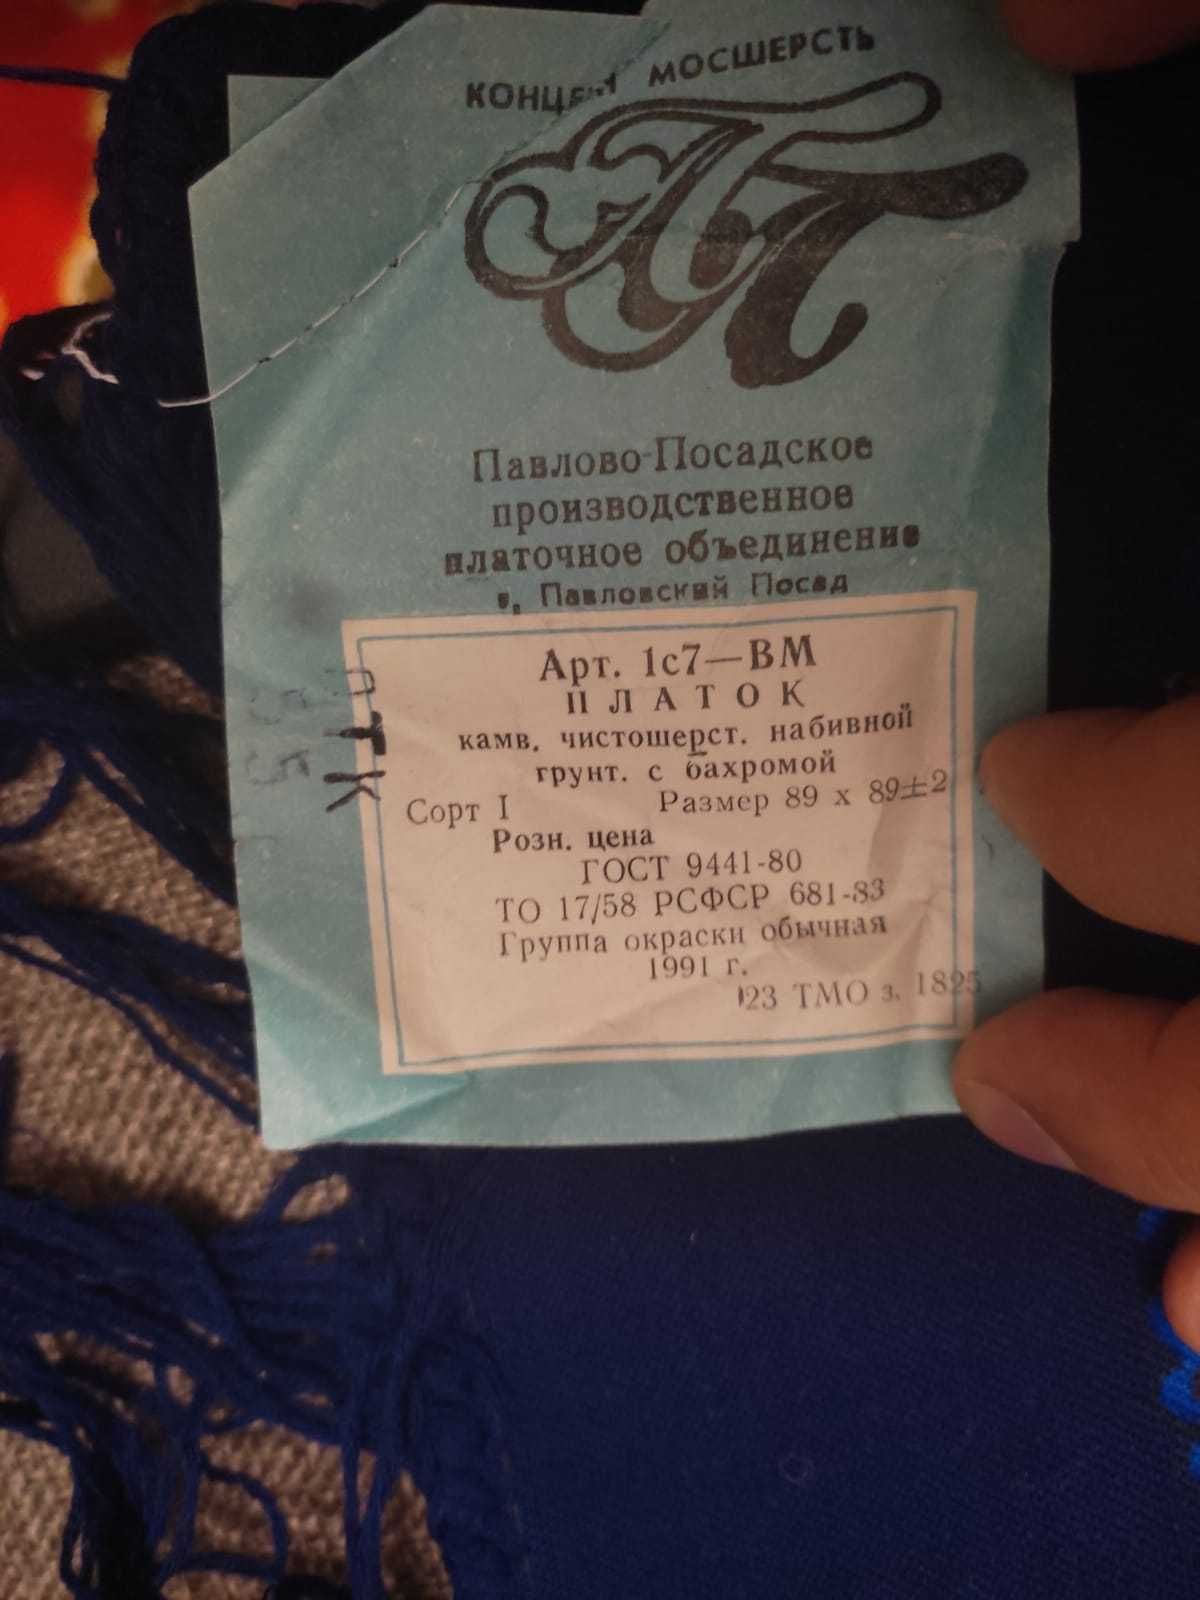 КОНЦЕРН МОСШЕРСТЬ
Павлово-Посадское
производственное
платочное объединение
г. Павловский Посад
Арт. 1с7—ВМ
ПЛАТОК
камв. чистошерст. набивной
грунт. с бахромой
Сорт I Размер 89 х 89±2
Розн. цена
ГОСТ 9441-80
ТО 17/58 РСФСР 681-83
Группа окраски обычная
1991 г.
ТМО з. 1825
ОТК